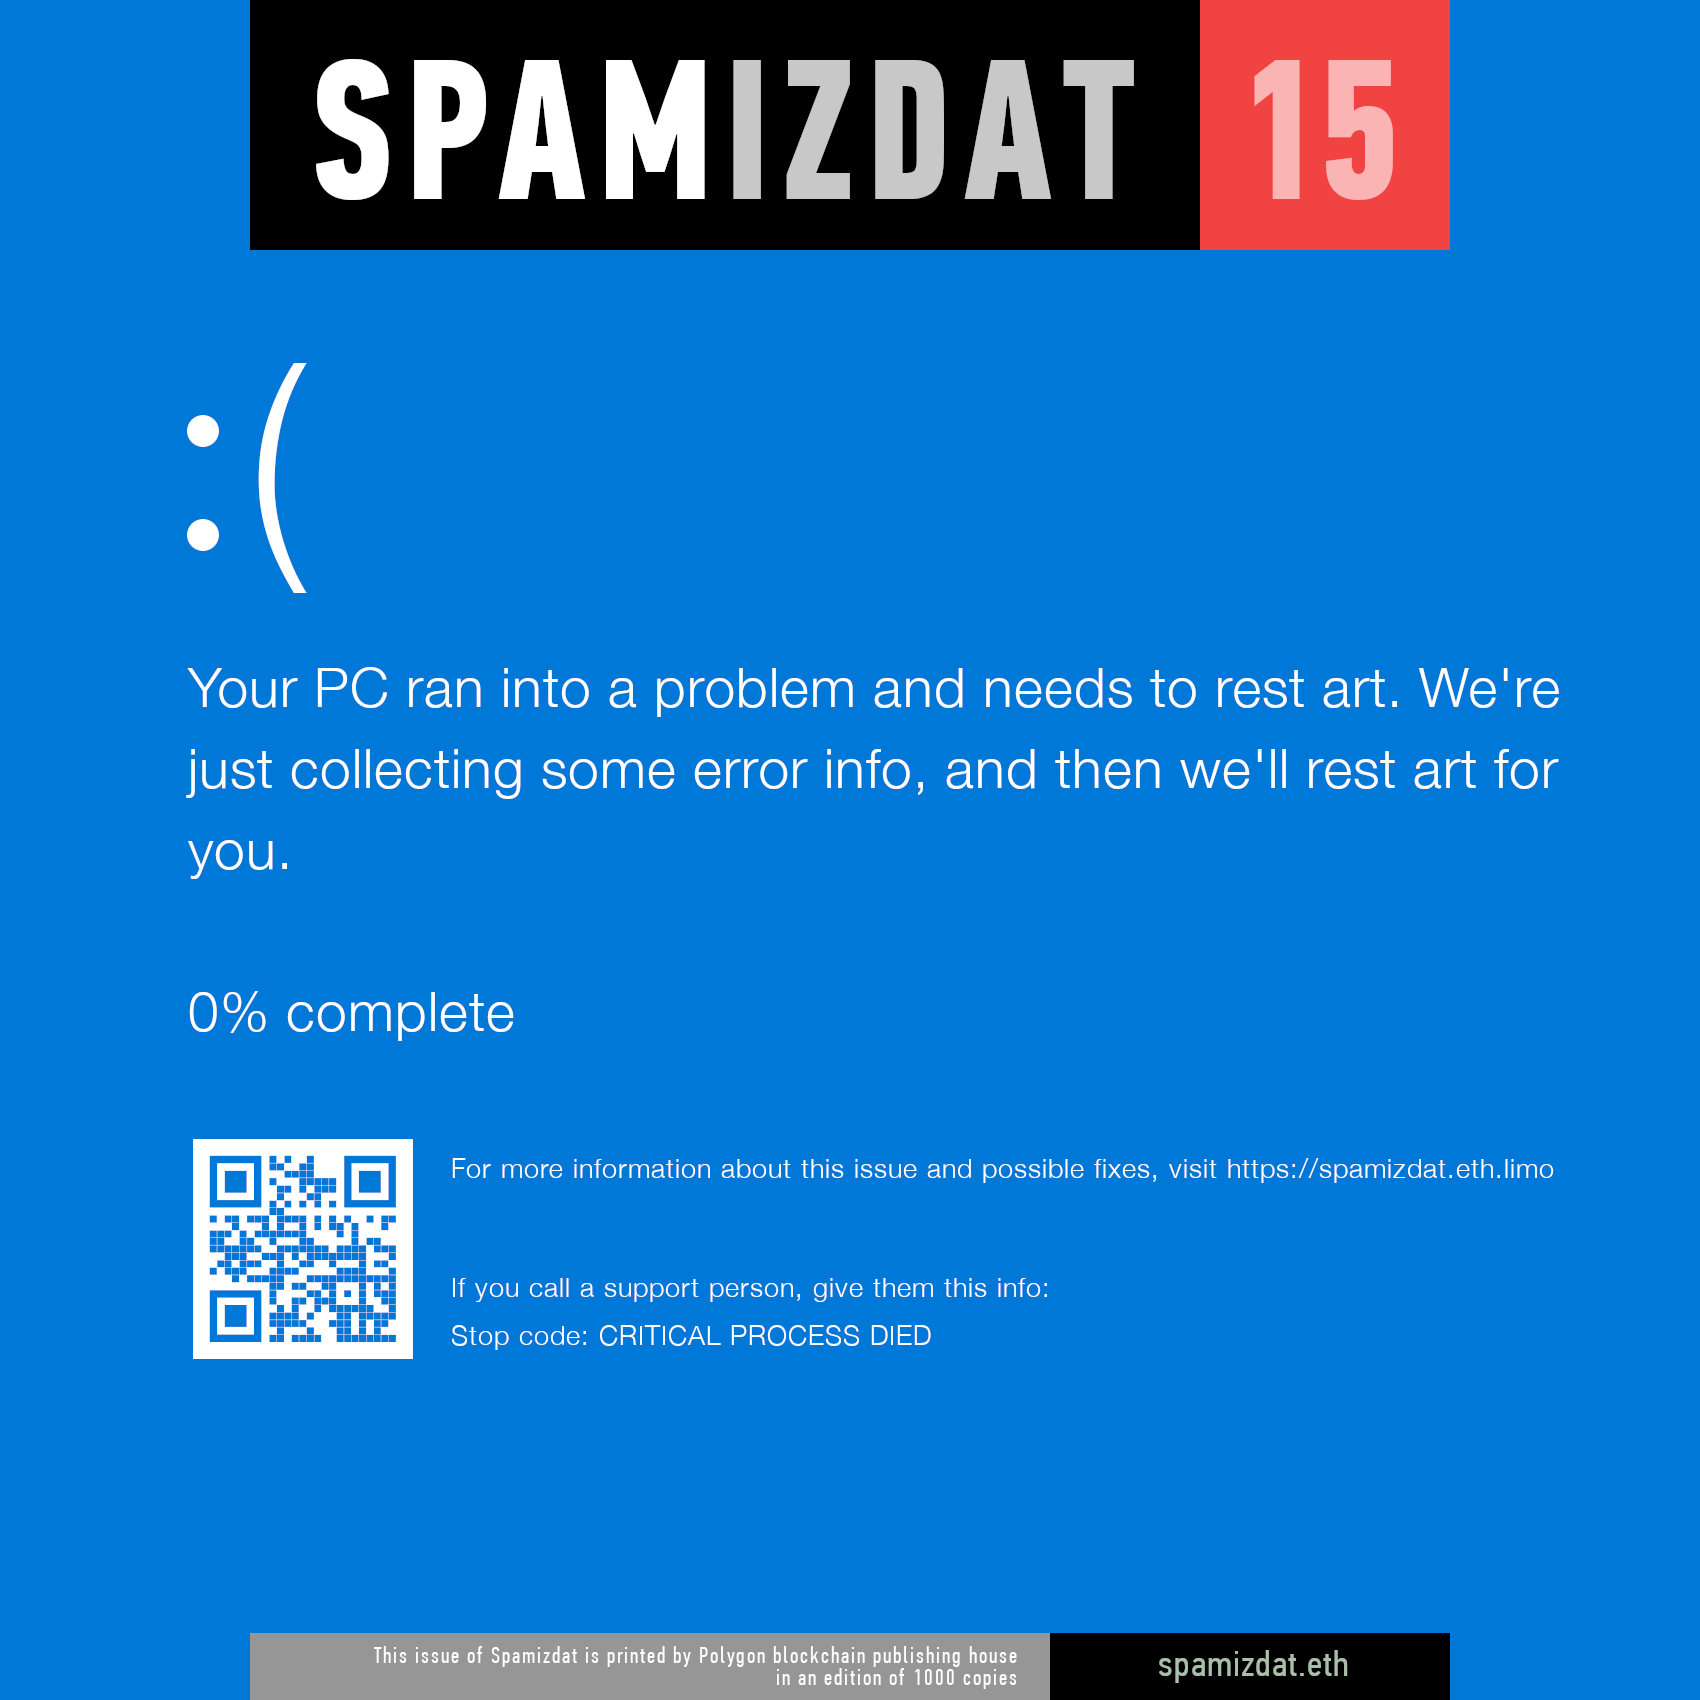 SPAMIZDAT 15
:(
Your PC ran into a problem and needs to rest art. We're
just collecting some error info, and then we'll rest art for
you.
0% complete
For more information about this issue and possible fixes, visit https://spamizdat.eth.limo
If you call a support person, give them this info:
Stop code: CRITICAL PROCESS DIED
This issue of Spamizdat is printed by Polygon blockchain publishing house
in an edition of 1000 copies
spamizdat.eth